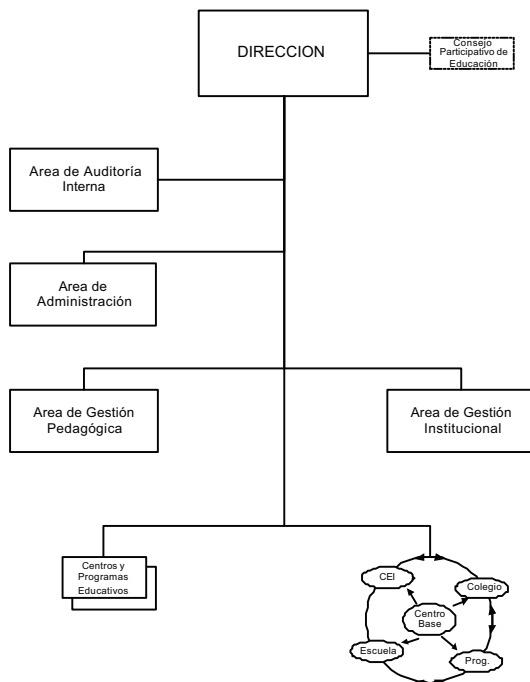 DIRECCION
Consejo
Participativo de
Educación
Area de Auditoría
Interna
Area de
Administración
Area de Gestión
Pedagógica
Area de Gestión
Institucional
Centros y
Programas
Educativos
CEI
Colegio
Centro
Base
Escuela
Prog.